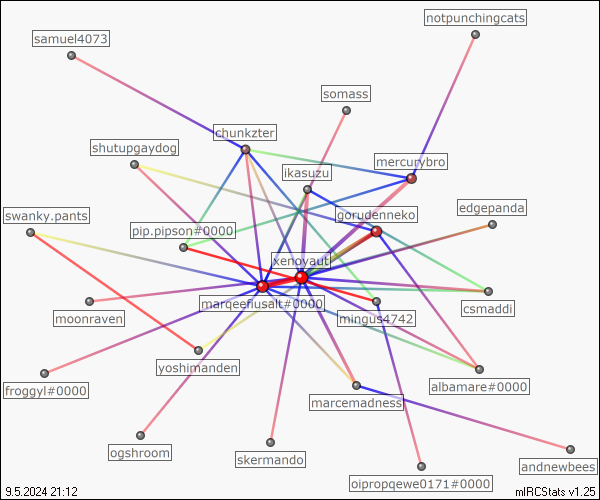 notpunchingcats
samuel4073
somass
chunkzter
shutupgaydog
mercurybro
ikasuzu
swanky.pants
gorudenneko
edgepanda
pip.pipson#0000
xenoyaut
moonraven
marqeefiusalt#0000
csmaddi
mingus4742
yoshimanden
froggyl#0000
albamare#0000
marcemadness
ogshroom
skermando
andnewbees
oipropqewe0171#0000
9.5.2024 21:12
mIRCStats v1.25